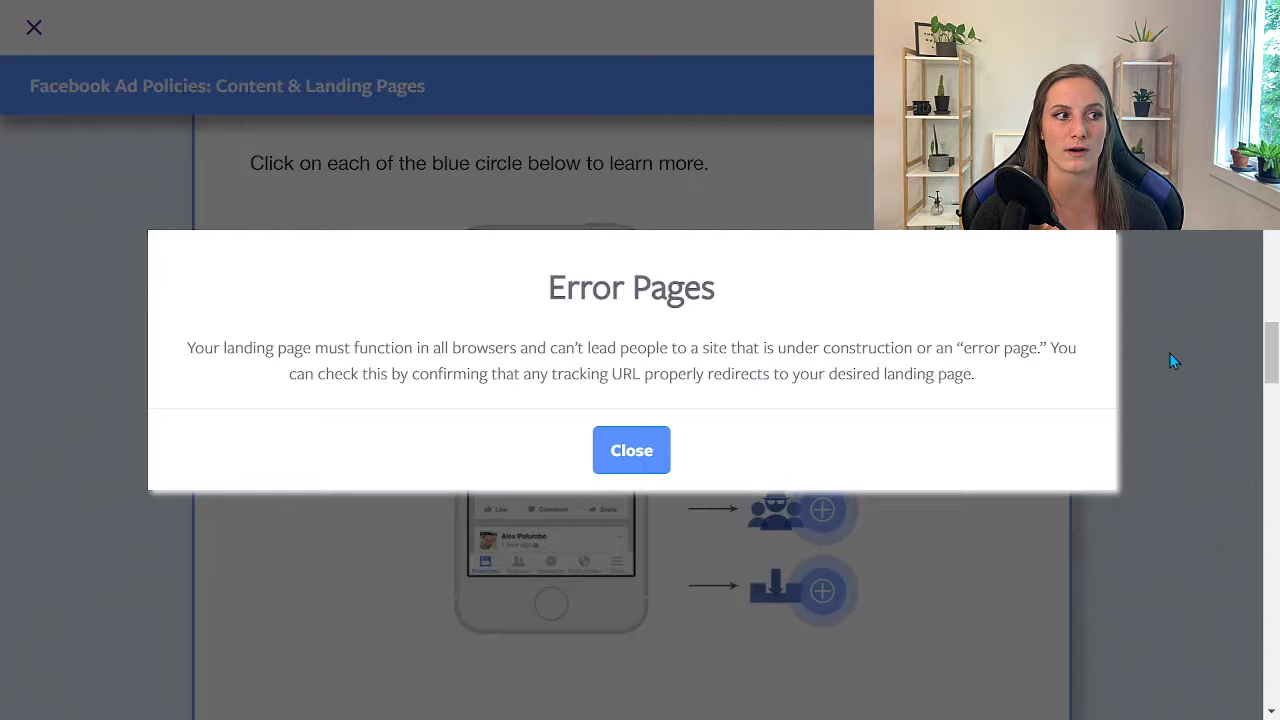 Facebook Ad Policies: Content & Landing Pages
Click on each of the blue circle below to learn more.
Error Pages
Your landing page must function in all browsers and can’t lead people to a site that is under construction or an “error page.” You
can check this by confirming that any tracking URL properly redirects to your desired landing page.
Close
Like Comment Share
Alex Palumbo